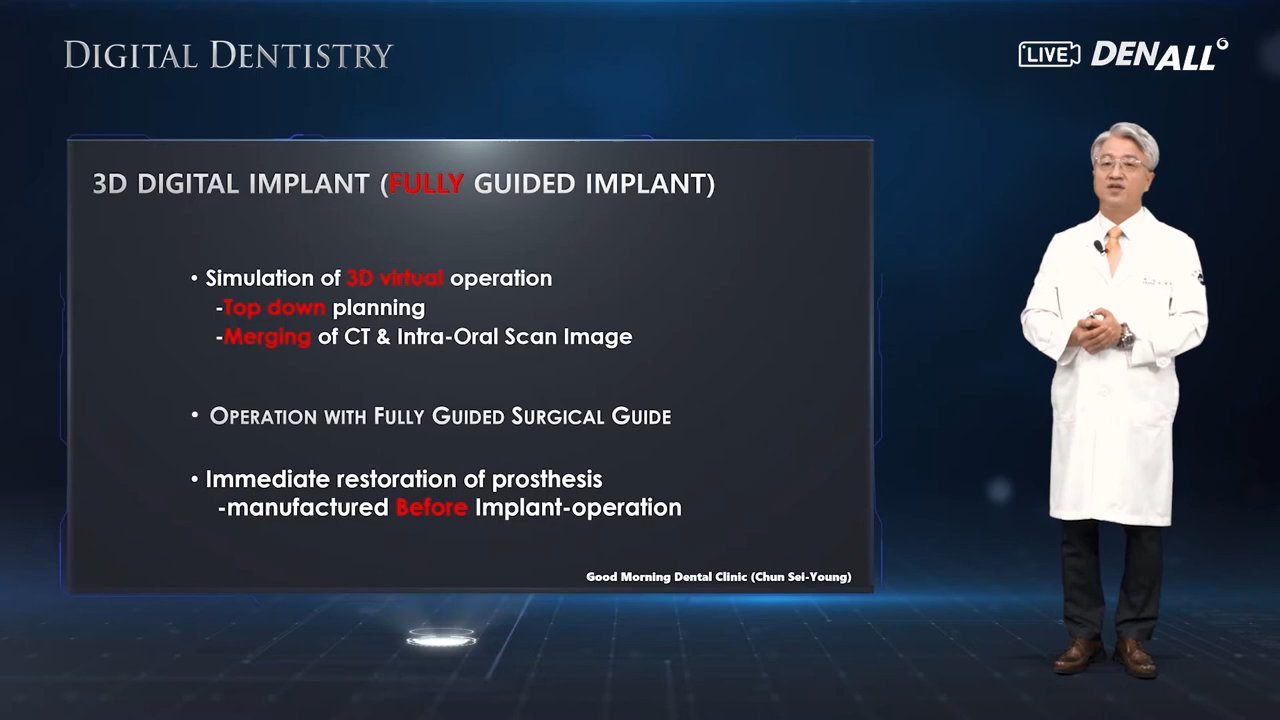 DIGITAL DENTISTRY
LIVE DENALL
3D DIGITAL IMPLANT (FULLY GUIDED IMPLANT)
• Simulation of 3D virtual operation
-Top down planning
-Merging of CT & Intra-Oral Scan Image
• OPERATION WITH FULLY GUIDED SURGICAL GUIDE
• Immediate restoration of prosthesis
-manufactured Before Implant-operation
Good Morning Dental Clinic (Chun Sei-Young)